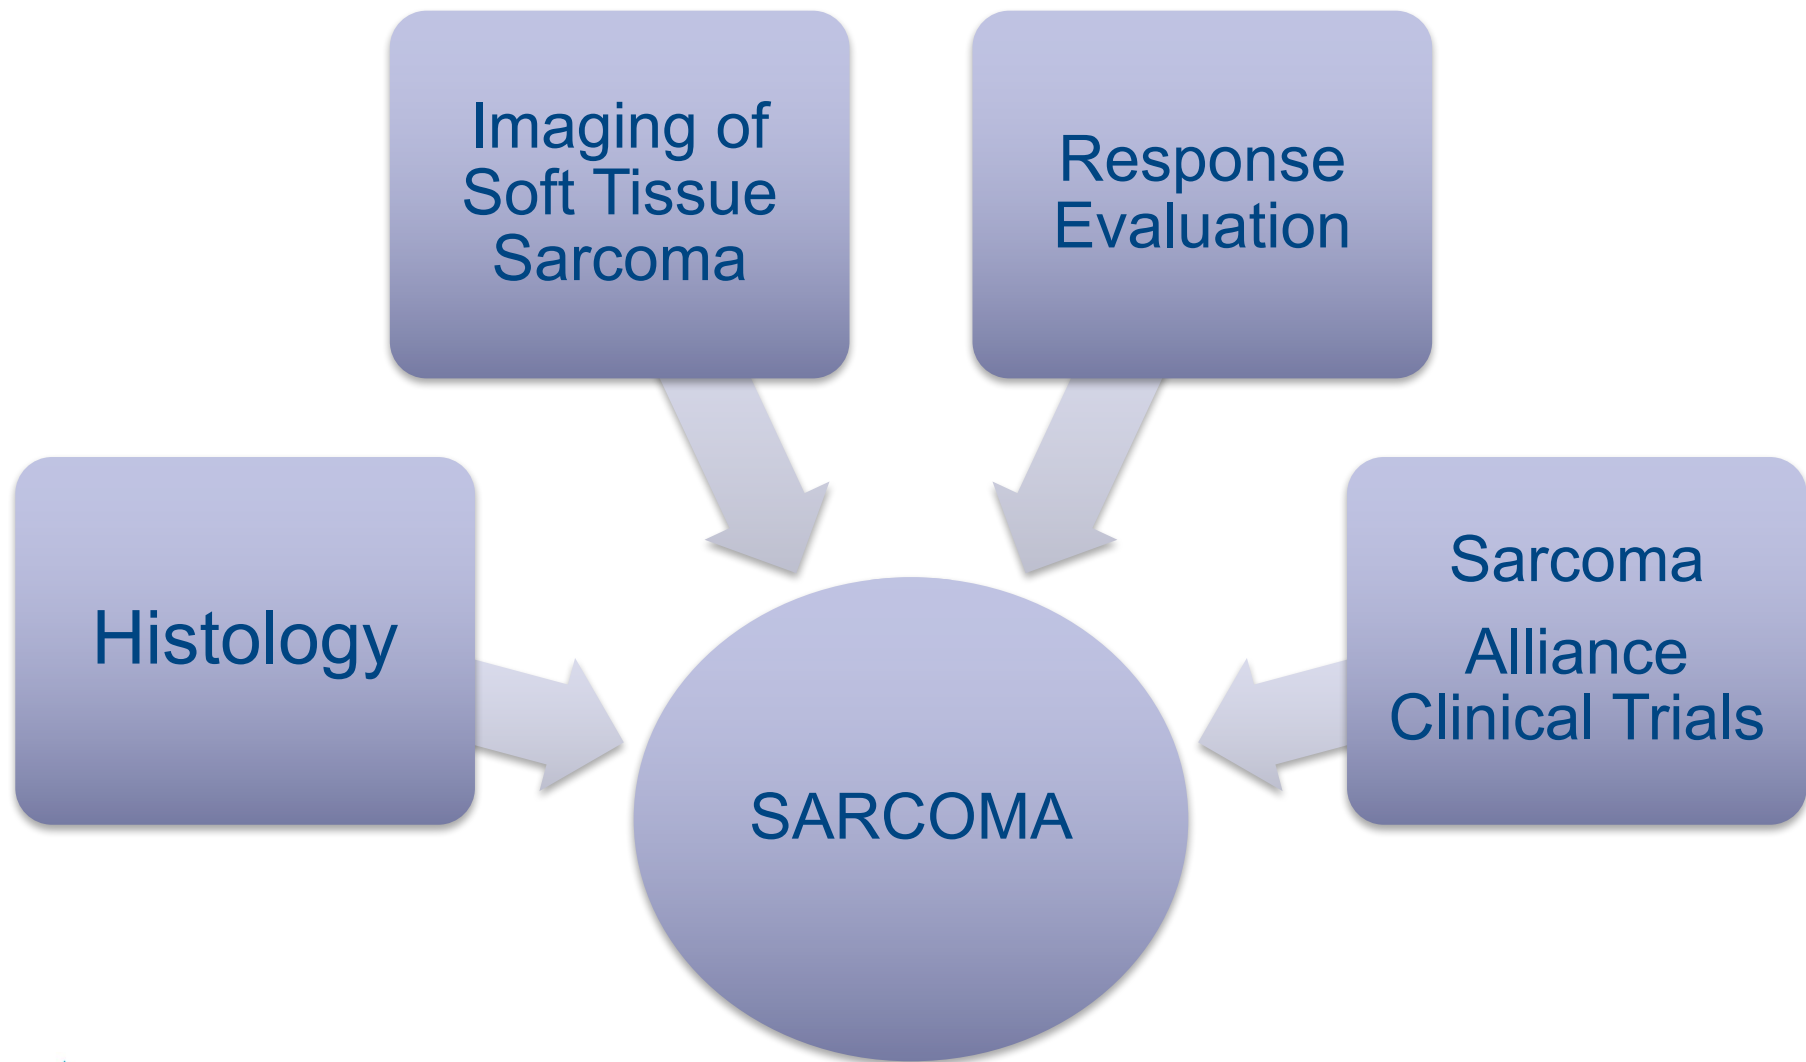 Imaging of
Soft Tissue
Sarcoma
Response
Evaluation
Histology
Sarcoma
Alliance
Clinical Trials
SARCOMA